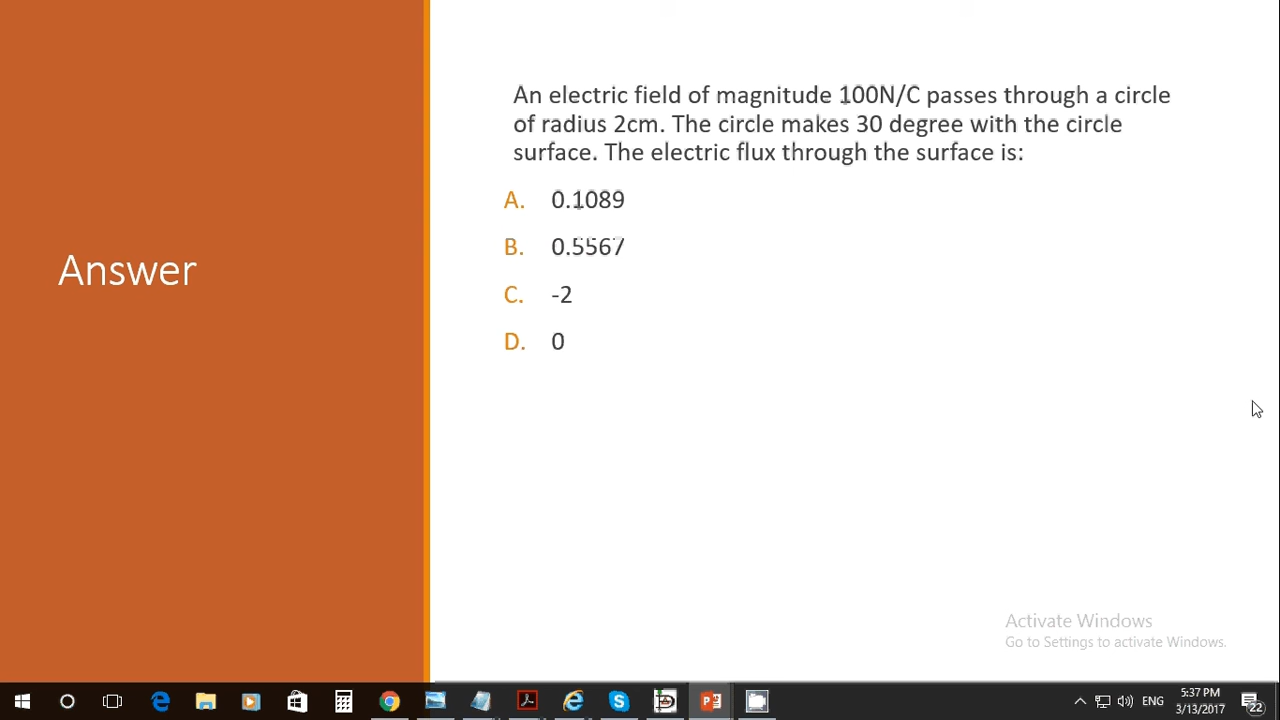 An electric field of magnitude 100N/C passes through a circle
of radius 2cm. The circle makes 30 degree with the circle
surface. The electric flux through the surface is:
A. 0.1089
B. 0.5567
C. -2
D. 0
Answer
Activate Windows
Go to Settings to activate Windows.
ENG
5:37 PM
3/13/2017
22